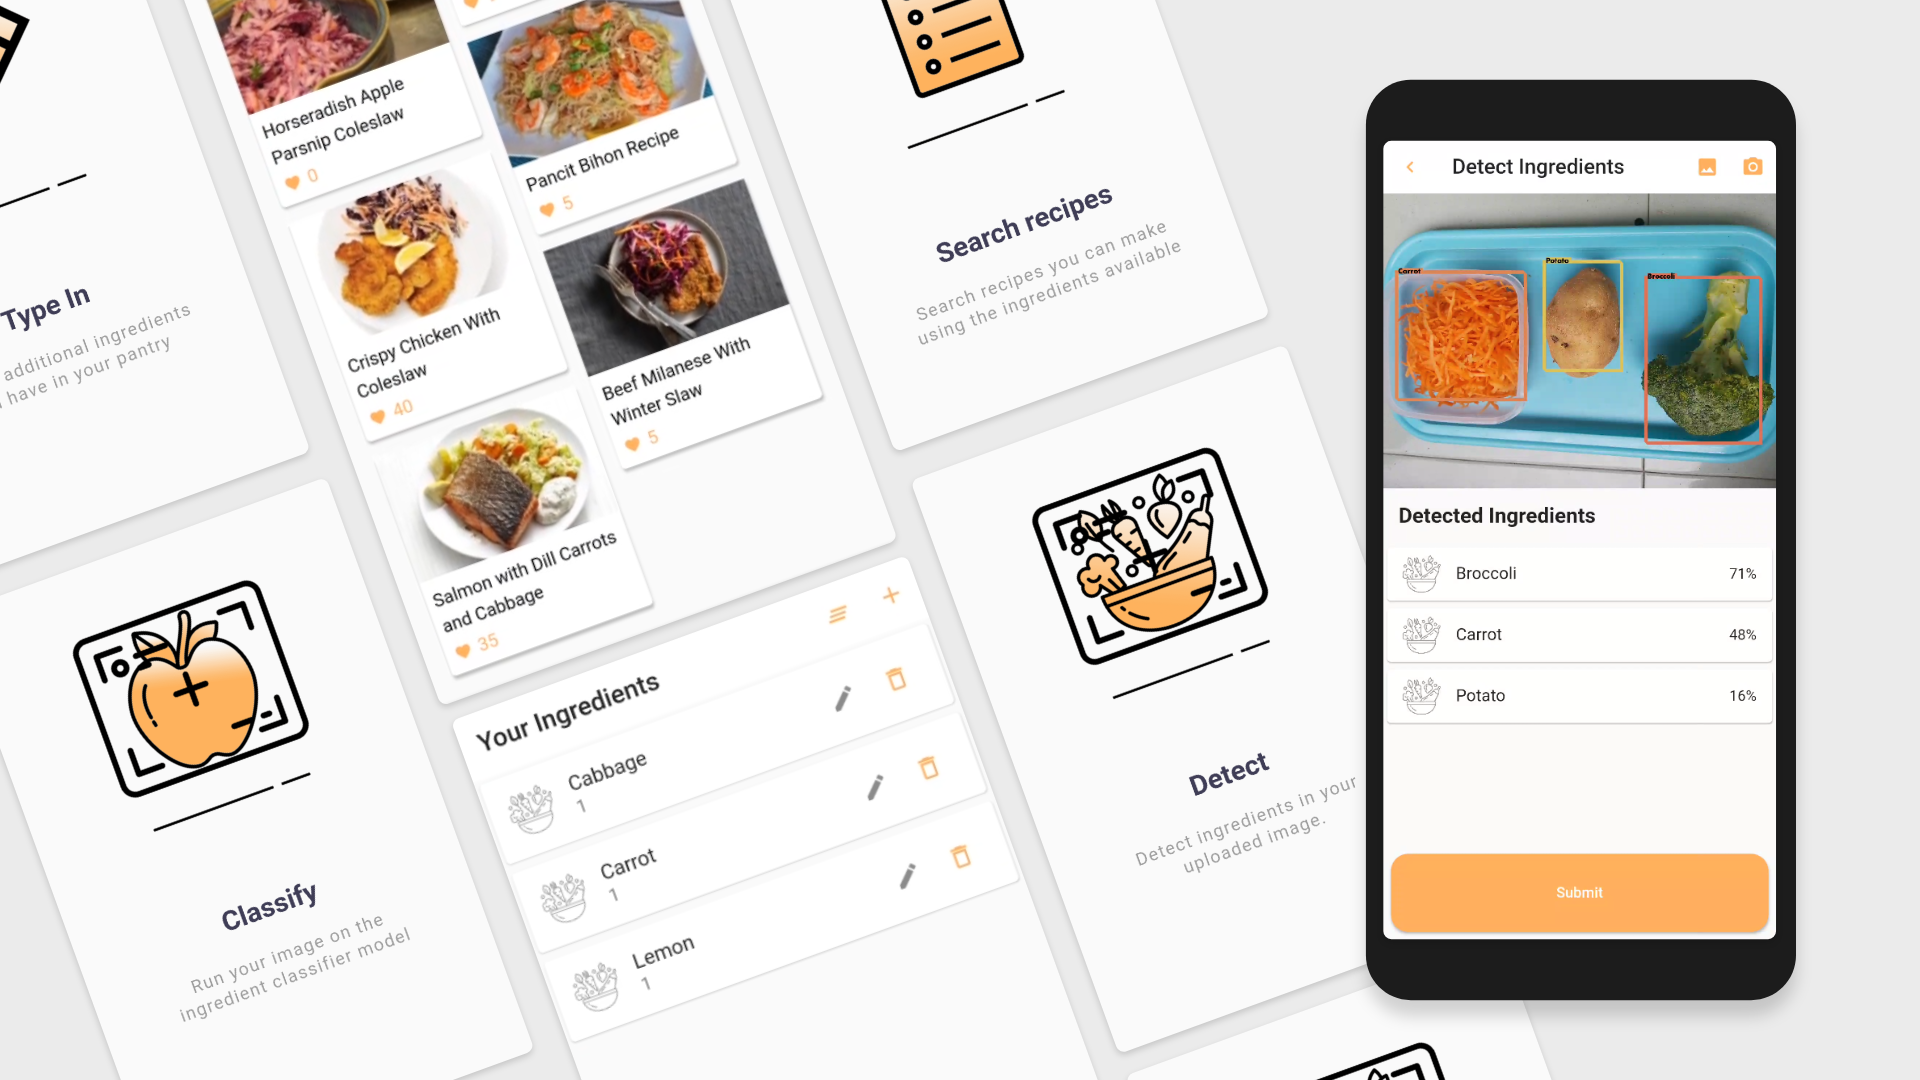 Type In
additional ingredients
have in your pantry
Classify
Run your image on the
ingredient classifier model
Horseradish Apple
Parsnip Coleslaw
0
Crispy Chicken With
Coleslaw
40
Salmon with Dill Carrots
and Cabbage
35
Pancit Bihon Recipe
5
Beef Milanese With
Winter Slaw
5
Your Ingredients
Cabbage
1
Carrot
1
Lemon
1
Search recipes
Search recipes you can make
using the ingredients available
Detect
Detect ingredients in your
uploaded image.
Detect Ingredients
Carrot
Potato
Broccoli
Detected Ingredients
Broccoli 71%
Carrot 48%
Potato 16%
Submit